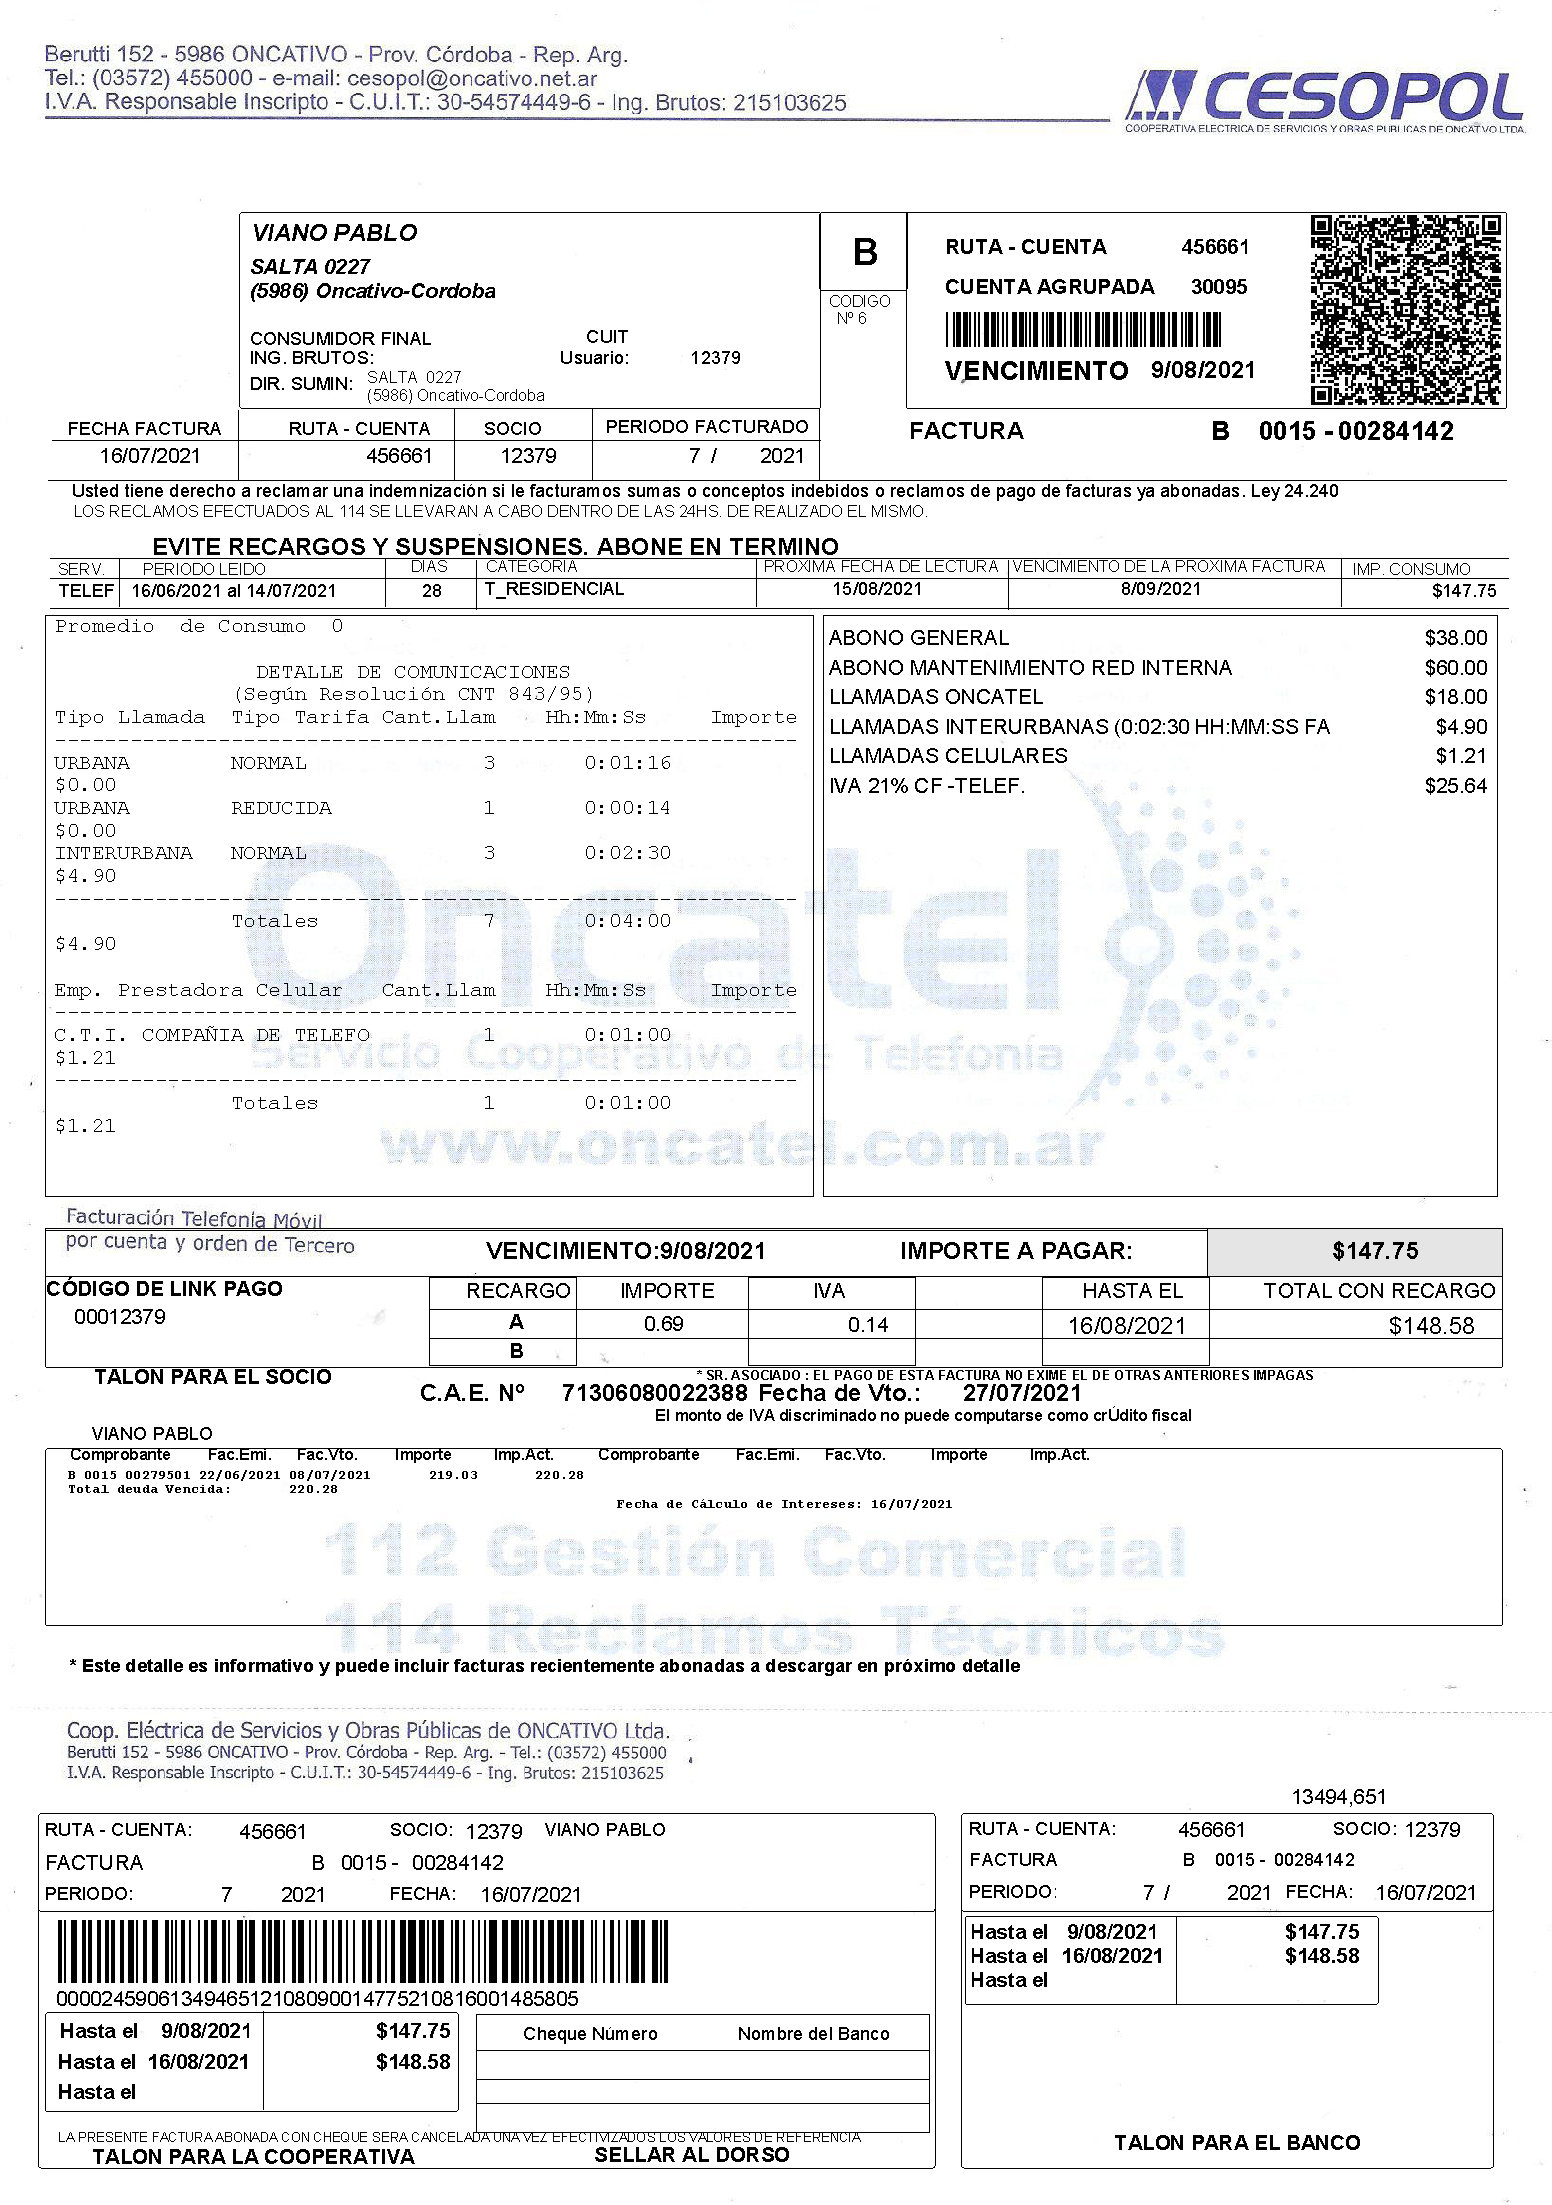 Berutti 152 - 5986 ONCATIVO - Prov. Córdoba - Rep. Arg.
Tel.: (03572) 455000 - e-mail: cesopol@oncativo.net.ar
I.V.A. Responsable Inscripto - C.U.I.T.: 30-54574449-6 - Ing. Brutos: 215103625
CESOPOL
COOPERATIVA ELECTRICA DE SERVICIOS Y OBRAS PUBLICAS DE ONCATIVO LTDA.
VIANO PABLO
SALTA 0227
(5986) Oncativo-Cordoba
CONSUMIDOR FINAL CUIT
ING. BRUTOS: Usuario: 12379
DIR. SUMIN: SALTA 0227
(5986) Oncativo-Cordoba
B
CODIGO
Nº 6
RUTA - CUENTA 456661
CUENTA AGRUPADA 30095
VENCIMIENTO 9/08/2021
FECHA FACTURA RUTA - CUENTA SOCIO PERIODO FACTURADO
16/07/2021 456661 12379 7 / 2021
FACTURA B 0015 - 00284142
Usted tiene derecho a reclamar una indemnización si le facturamos sumas o conceptos indebidos o reclamos de pago de facturas ya abonadas. Ley 24.240
LOS RECLAMOS EFECTUADOS AL 114 SE LLEVARAN A CABO DENTRO DE LAS 24HS. DE REALIZADO EL MISMO.
EVITE RECARGOS Y SUSPENSIONES. ABONE EN TERMINO
SERV. PERIODO LEIDO DIAS CATEGORIA PROXIMA FECHA DE LECTURA VENCIMIENTO DE LA PROXIMA FACTURA IMP. CONSUMO
TELEF 16/06/2021 al 14/07/2021 28 T_RESIDENCIAL 15/08/2021 8/09/2021 $147.75
Promedio de Consumo 0
DETALLE DE COMUNICACIONES
(Según Resolución CNT 843/95)
Tipo Llamada Tipo Tarifa Cant.Llam Hh:Mm:Ss Importe
URBANA NORMAL 3 0:01:16
$0.00
URBANA REDUCIDA 1 0:00:14
$0.00
INTERURBANA NORMAL 3 0:02:30
$4.90
Totales 7 0:04:00
$4.90
Emp. Prestadora Celular Cant.Llam Hh:Mm:Ss Importe
C.T.I. COMPAÑIA DE TELEFO 1 0:01:00
$1.21
Totales 1 0:01:00
$1.21
ABONO GENERAL $38.00
ABONO MANTENIMIENTO RED INTERNA $60.00
LLAMADAS ONCATEL $18.00
LLAMADAS INTERURBANAS (0:02:30 HH:MM:SS FA $4.90
LLAMADAS CELULARES $1.21
IVA 21% CF -TELEF. $25.64
Oncatel
Servicio Cooperativo de Telefonía
www.oncatel.com.ar
Facturación Telefonía Móvil
por cuenta y orden de Tercero
VENCIMIENTO:9/08/2021 IMPORTE A PAGAR: $147.75
CÓDIGO DE LINK PAGO
00012379
RECARGO IMPORTE IVA HASTA EL TOTAL CON RECARGO
A 0.69 0.14 16/08/2021 $148.58
B
TALON PARA EL SOCIO
* SR. ASOCIADO : EL PAGO DE ESTA FACTURA NO EXIME EL DE OTRAS ANTERIORES IMPAGAS
C.A.E. Nº 71306080022388 Fecha de Vto.: 27/07/2021
El monto de IVA discriminado no puede computarse como crÚdito fiscal
VIANO PABLO
Comprobante Fac.Emi. Fac.Vto. Importe Imp.Act. Comprobante Fac.Emi. Fac.Vto. Importe Imp.Act.
B 0015 00279501 22/06/2021 08/07/2021 219.03 220.28
Total deuda Vencida: 220.28
Fecha de Cálculo de Intereses: 16/07/2021
112 Gestión Comercial
114 Reclamos Técnicos
* Este detalle es informativo y puede incluir facturas recientemente abonadas a descargar en próximo detalle
Coop. Eléctrica de Servicios y Obras Públicas de ONCATIVO Ltda.
Berutti 152 - 5986 ONCATIVO - Prov. Córdoba - Rep. Arg. - Tel.: (03572) 455000
I.V.A. Responsable Inscripto - C.U.I.T.: 30-54574449-6 - Ing. Brutos: 215103625
13494,651
RUTA - CUENTA: 456661 SOCIO: 12379 VIANO PABLO
FACTURA B 0015 - 00284142
PERIODO: 7 2021 FECHA: 16/07/2021
0000245906134946512108090014775210816001485805
Hasta el 9/08/2021 $147.75
Hasta el 16/08/2021 $148.58
Hasta el
Cheque Número Nombre del Banco
LA PRESENTE FACTURA ABONADA CON CHEQUE SERA CANCELADA UNA VEZ EFECTIVIZADOS LOS VALORES DE REFERENCIA
TALON PARA LA COOPERATIVA SELLAR AL DORSO
RUTA - CUENTA: 456661 SOCIO: 12379
FACTURA B 0015 - 00284142
PERIODO: 7 / 2021 FECHA: 16/07/2021
Hasta el 9/08/2021 $147.75
Hasta el 16/08/2021 $148.58
Hasta el
TALON PARA EL BANCO